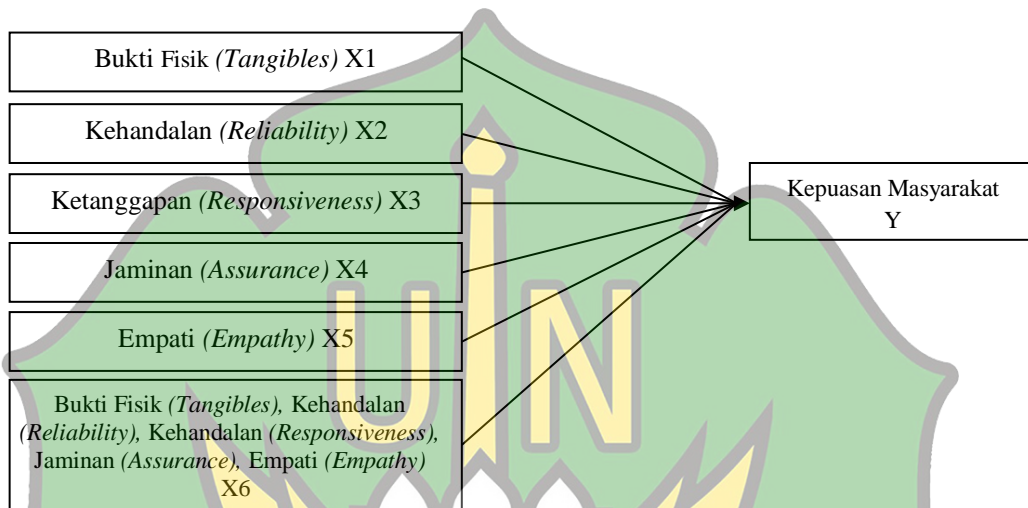 Bukti Fisik (Tangibles) X1
Kehandalan (Reliability) X2
Ketanggapan (Responsiveness) X3
Jaminan (Assurance) X4
Empati (Empathy) X5
Bukti Fisik (Tangibles), Kehandalan
(Reliability), Kehandalan (Responsiveness),
Jaminan (Assurance), Empati (Empathy)
X6
Kepuasan Masyarakat
Y
UIN